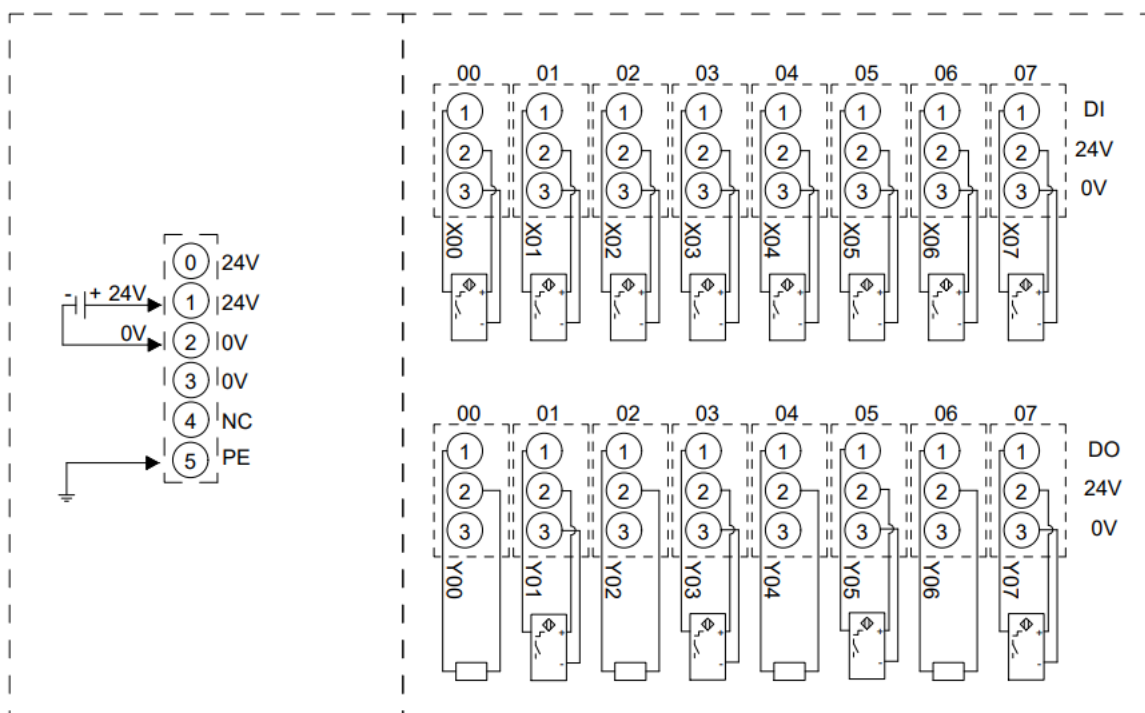 0 24V
- + 24V 1 24V
0V 2 0V
3 0V
4 NC
5 PE
00 01 02 03 04 05 06 07
1 1 1 1 1 1 1 1 DI
2 2 2 2 2 2 2 2 24V
3 3 3 3 3 3 3 3 0V
X00 X01 X02 X03 X04 X05 X06 X07
+ + + + + + + +
- - - - - - - -
00 01 02 03 04 05 06 07
1 1 1 1 1 1 1 1 DO
2 2 2 2 2 2 2 2 24V
3 3 3 3 3 3 3 3 0V
Y00 Y01 Y02 Y03 Y04 Y05 Y06 Y07
+ + + +
- - - -